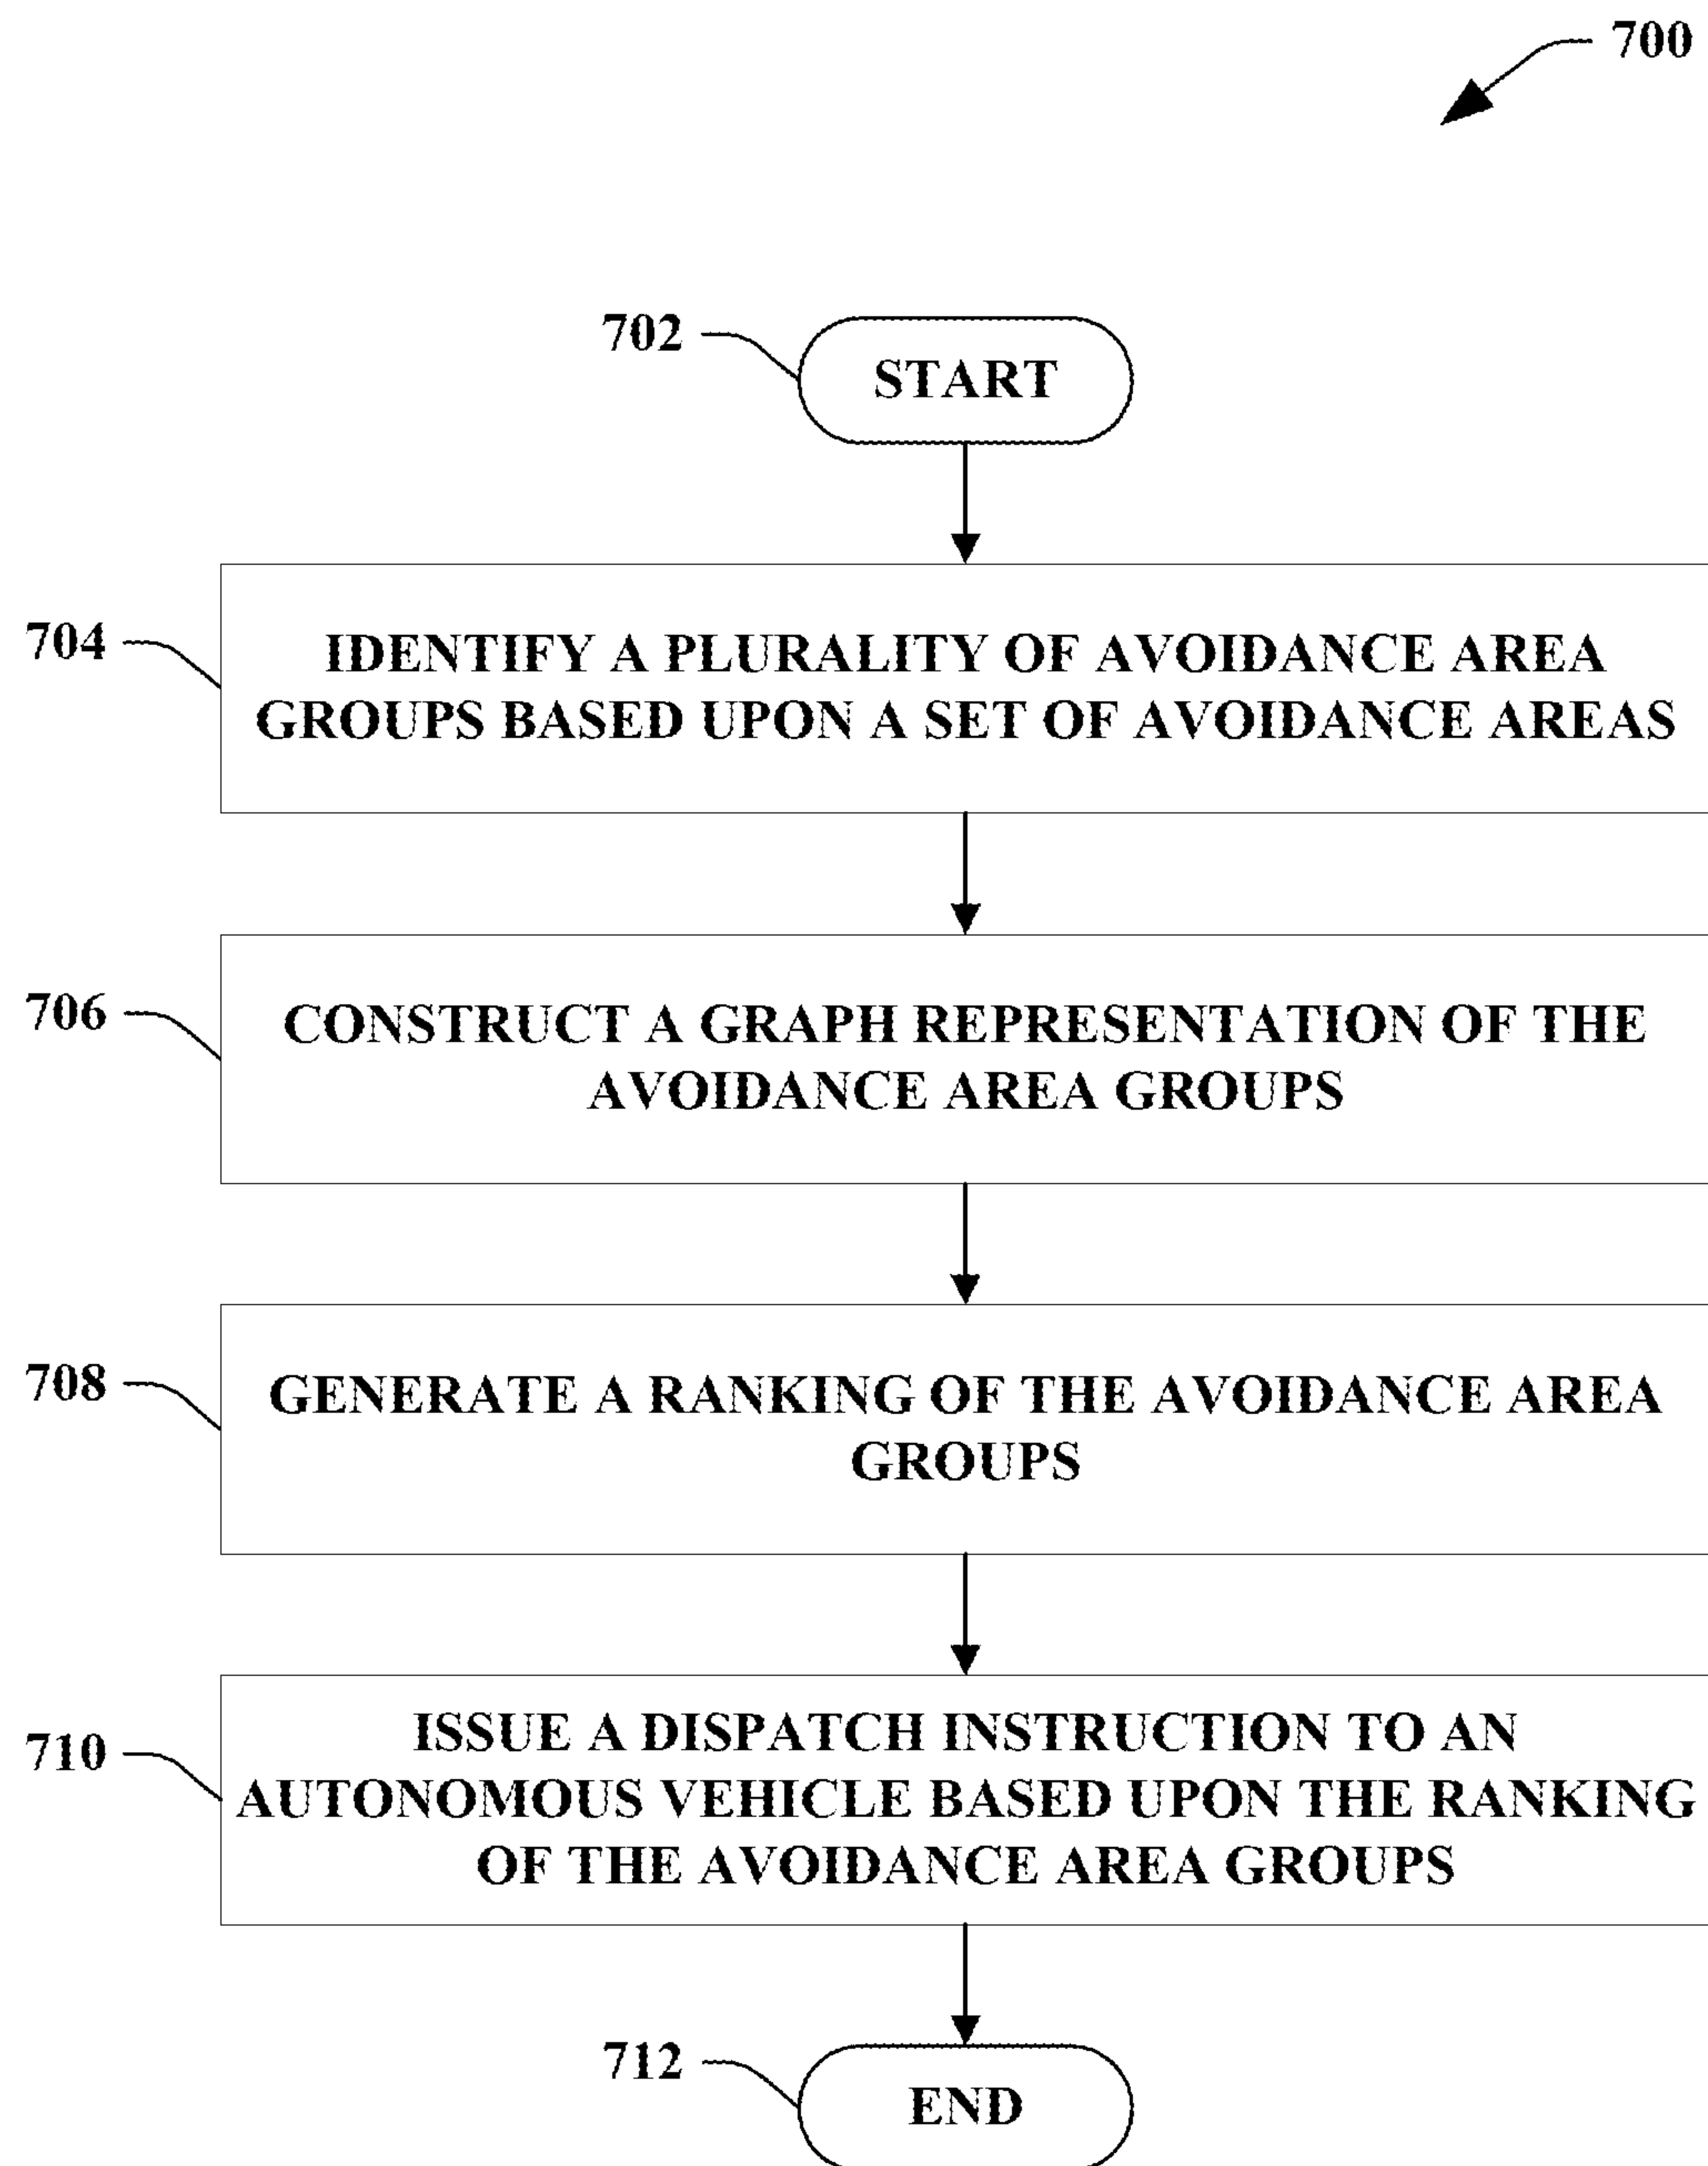 700
702
START
704
IDENTIFY A PLURALITY OF AVOIDANCE AREA
GROUPS BASED UPON A SET OF AVOIDANCE AREAS
706
CONSTRUCT A GRAPH REPRESENTATION OF THE
AVOIDANCE AREA GROUPS
708
GENERATE A RANKING OF THE AVOIDANCE AREA
GROUPS
710
ISSUE A DISPATCH INSTRUCTION TO AN
AUTONOMOUS VEHICLE BASED UPON THE RANKING
OF THE AVOIDANCE AREA GROUPS
712
END